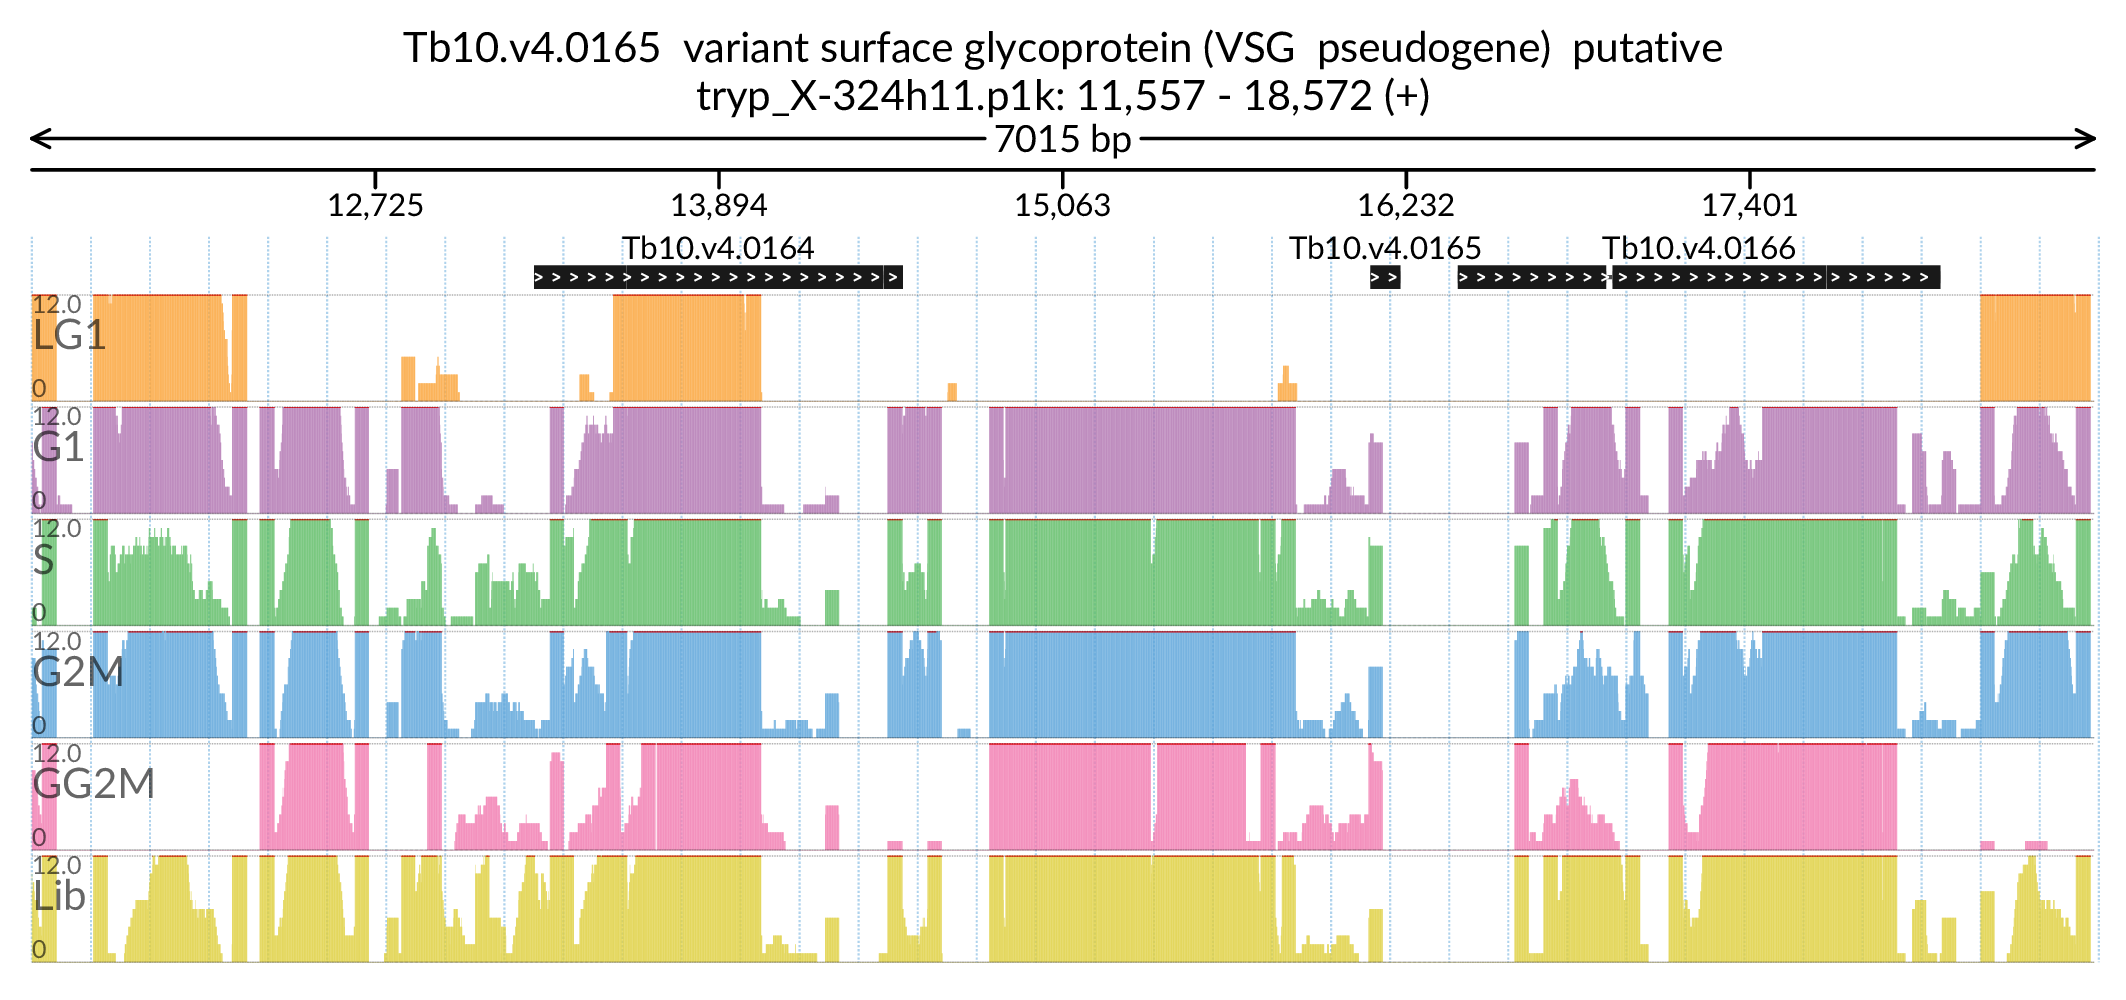 Tb10.v4.0165  variant surface glycoprotein (VSG  pseudogene)  putative
tryp_X-324h11.p1k: 11,557 - 18,572 (+)
7015 bp
12,725 13,894 15,063 16,232 17,401
Tb10.v4.0164 Tb10.v4.0165 Tb10.v4.0166
12.0
LG1
0
12.0
G1
0
12.0
S
0
12.0
G2M
0
12.0
GG2M
0
12.0
Lib
0